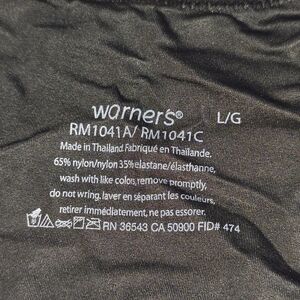 warner's® L/G
RM1041A/ RM1041C
Made in Thailand Fabriqué en Thaïlande.
65% nylon/nylon 35% elastane/élasthanne,
wash with like colors, remove promptly,
do not wring. laver en séparant les couleurs,
retirer immédiatement, ne pas essorer.
RN 36543 CA 50900 FID# 474